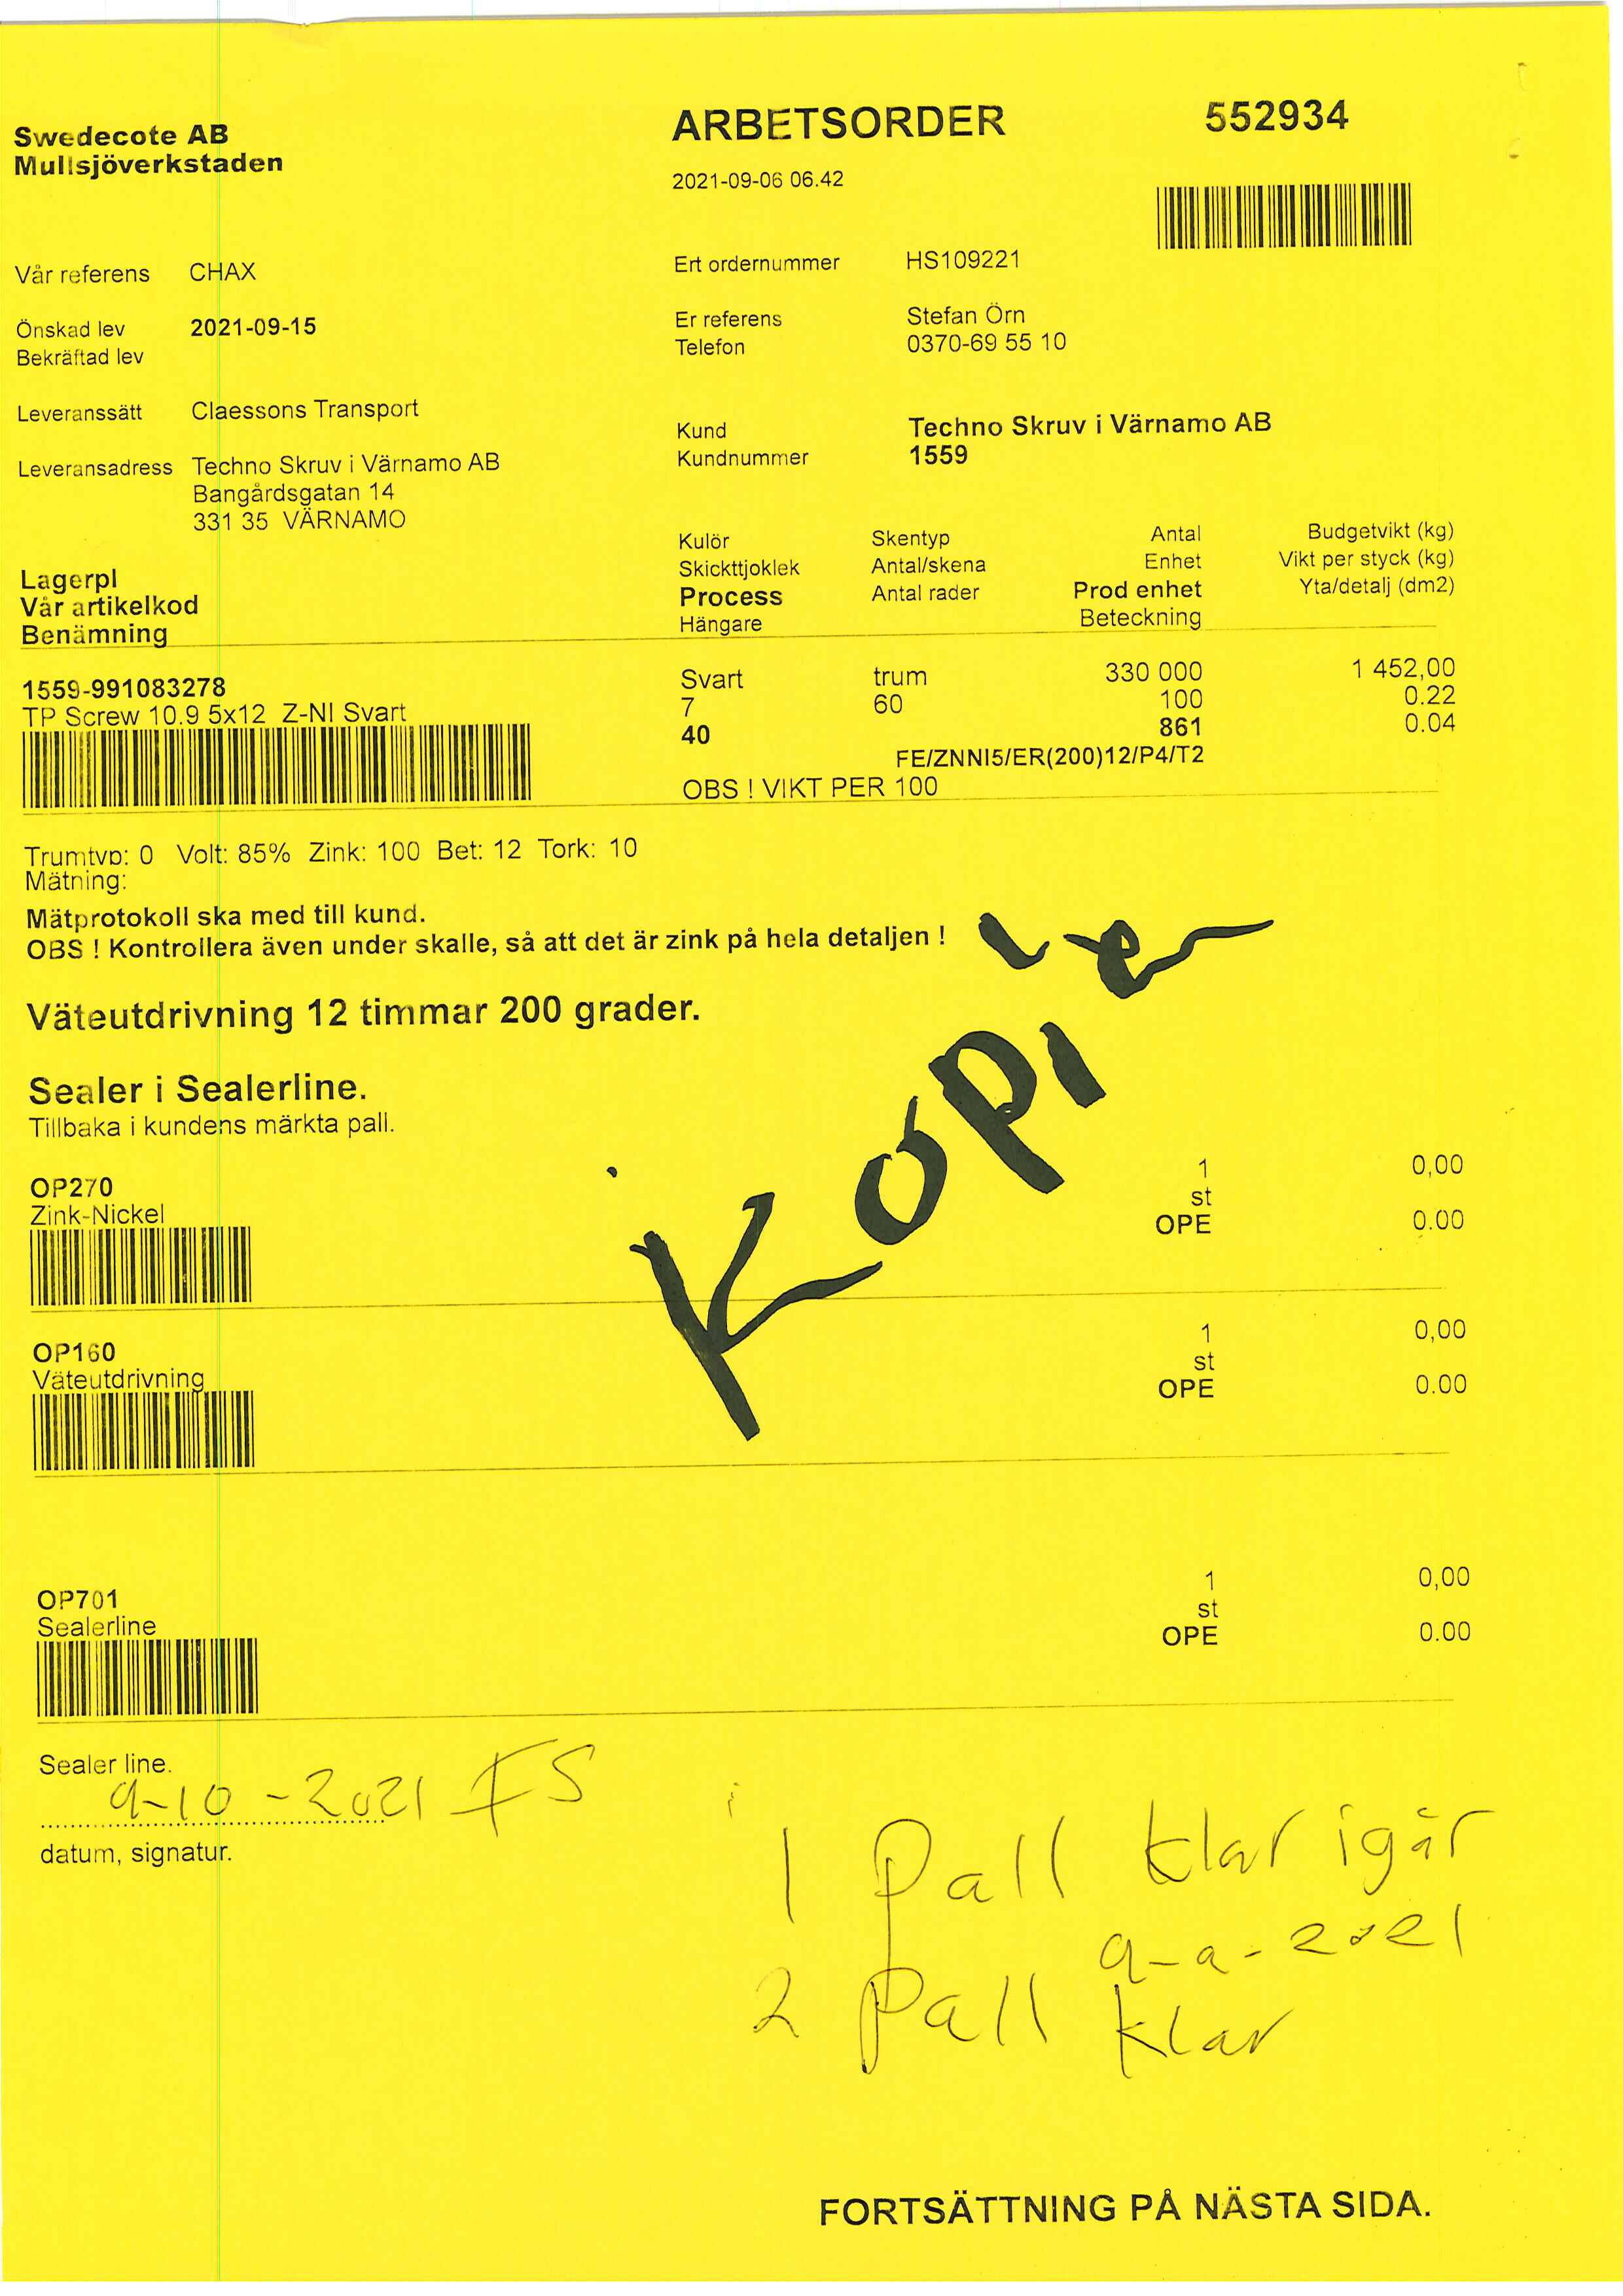 Swedecote AB
Mullsjöverkstaden
ARBETSORDER
552934
2021-09-06 06.42
Vår referens CHAX
Ert ordernummer HS109221
Önskad lev 2021-09-15
Bekräftad lev
Er referens Stefan Örn
Telefon 0370-69 55 10
Leveranssätt Claessons Transport
Kund Techno Skruv i Värnamo AB
Kundnummer 1559
Leveransadress Techno Skruv i Värnamo AB
Bangårdsgatan 14
331 35 VÄRNAMO
Lagerpl
Vår artikelkod
Benämning
Kulör Skentyp Antal Budgetvikt (kg)
Skickttjoklek Antal/skena Enhet Vikt per styck (kg)
Process Antal rader Prod enhet Yta/detalj (dm2)
Hängare Beteckning
1559-991083278
TP Screw 10.9 5x12 Z-NI Svart
Svart trum 330 000 1 452,00
7 60 100 0.22
40 861 0.04
FE/ZNNI5/ER(200)12/P4/T2
OBS ! VIKT PER 100
Trumtyp: 0 Volt: 85% Zink: 100 Bet: 12 Tork: 10
Mätning:
Mätprotokoll ska med till kund.
OBS ! Kontrollera även under skalle, så att det är zink på hela detaljen !
Väteutdrivning 12 timmar 200 grader.
Sealer i Sealerline.
Tillbaka i kundens märkta pall.
Kopie
OP270 1 0,00
Zink-Nickel st
OPE 0.00
OP160 1 0,00
Väteutdrivning st
OPE 0.00
OP701 1 0,00
Sealerline st
OPE 0.00
Sealer line.
9-10-2021 FS
datum, signatur.
1 Pall klar igår
9-9-2021
2 Pall klar
FORTSÄTTNING PÅ NÄSTA SIDA.